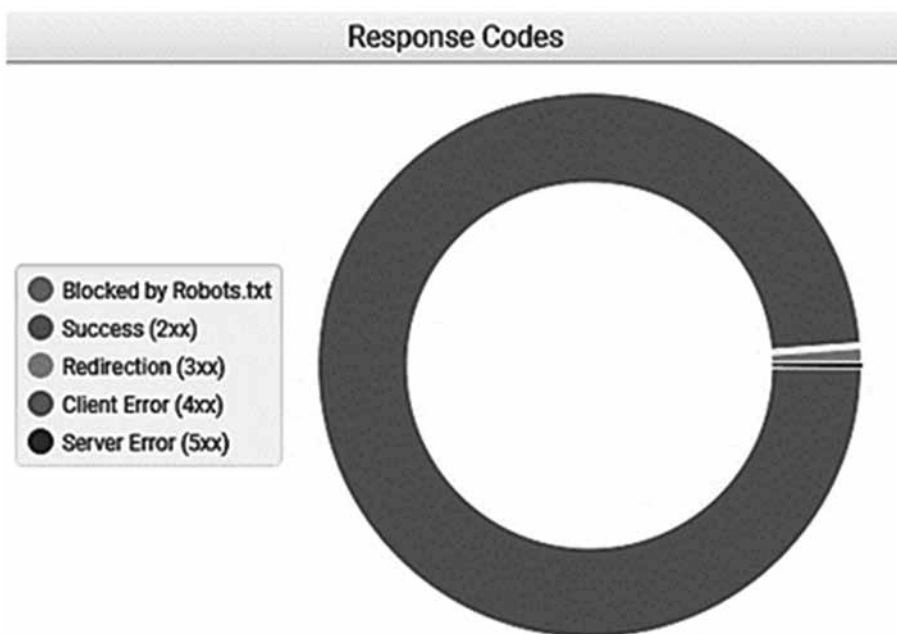 Response Codes
Blocked by Robots.txt
Success (2xx)
Redirection (3xx)
Client Error (4xx)
Server Error (5xx)